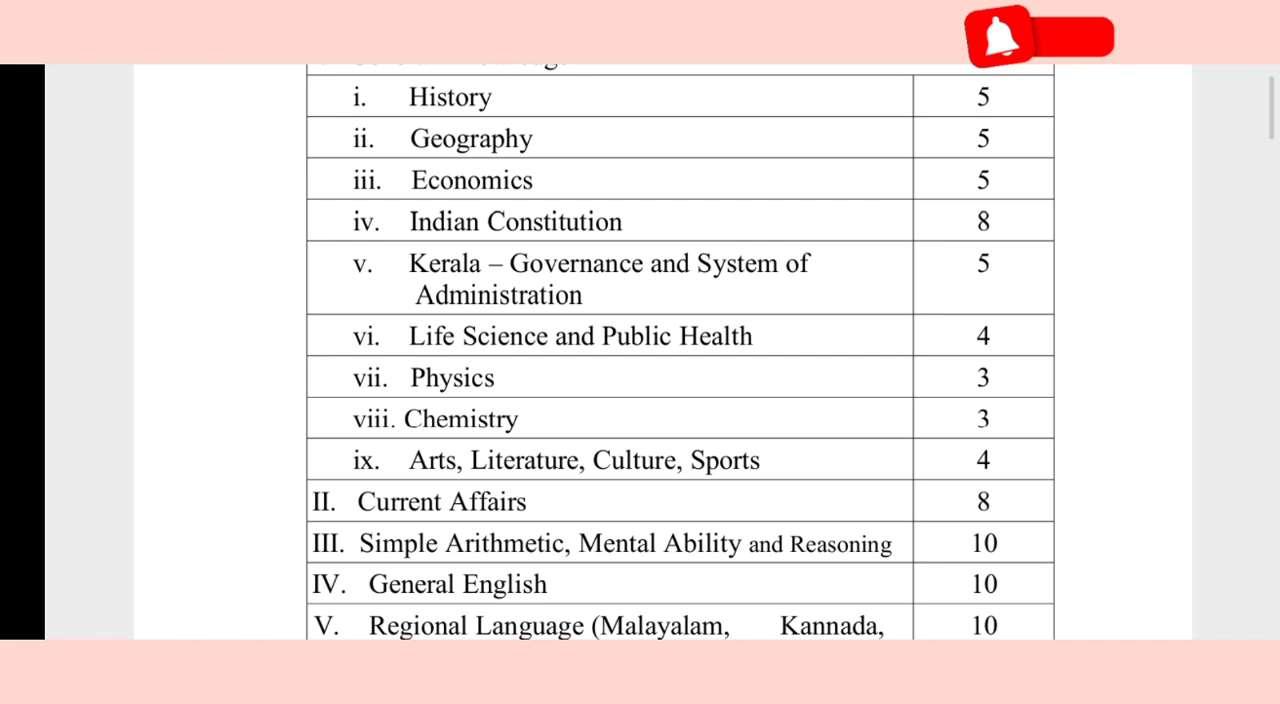 i. History 5
ii. Geography 5
iii. Economics 5
iv. Indian Constitution 8
v. Kerala – Governance and System of 5
Administration
vi. Life Science and Public Health 4
vii. Physics 3
viii. Chemistry 3
ix. Arts, Literature, Culture, Sports 4
II. Current Affairs 8
III. Simple Arithmetic, Mental Ability and Reasoning 10
IV. General English 10
V. Regional Language (Malayalam, Kannada, 10